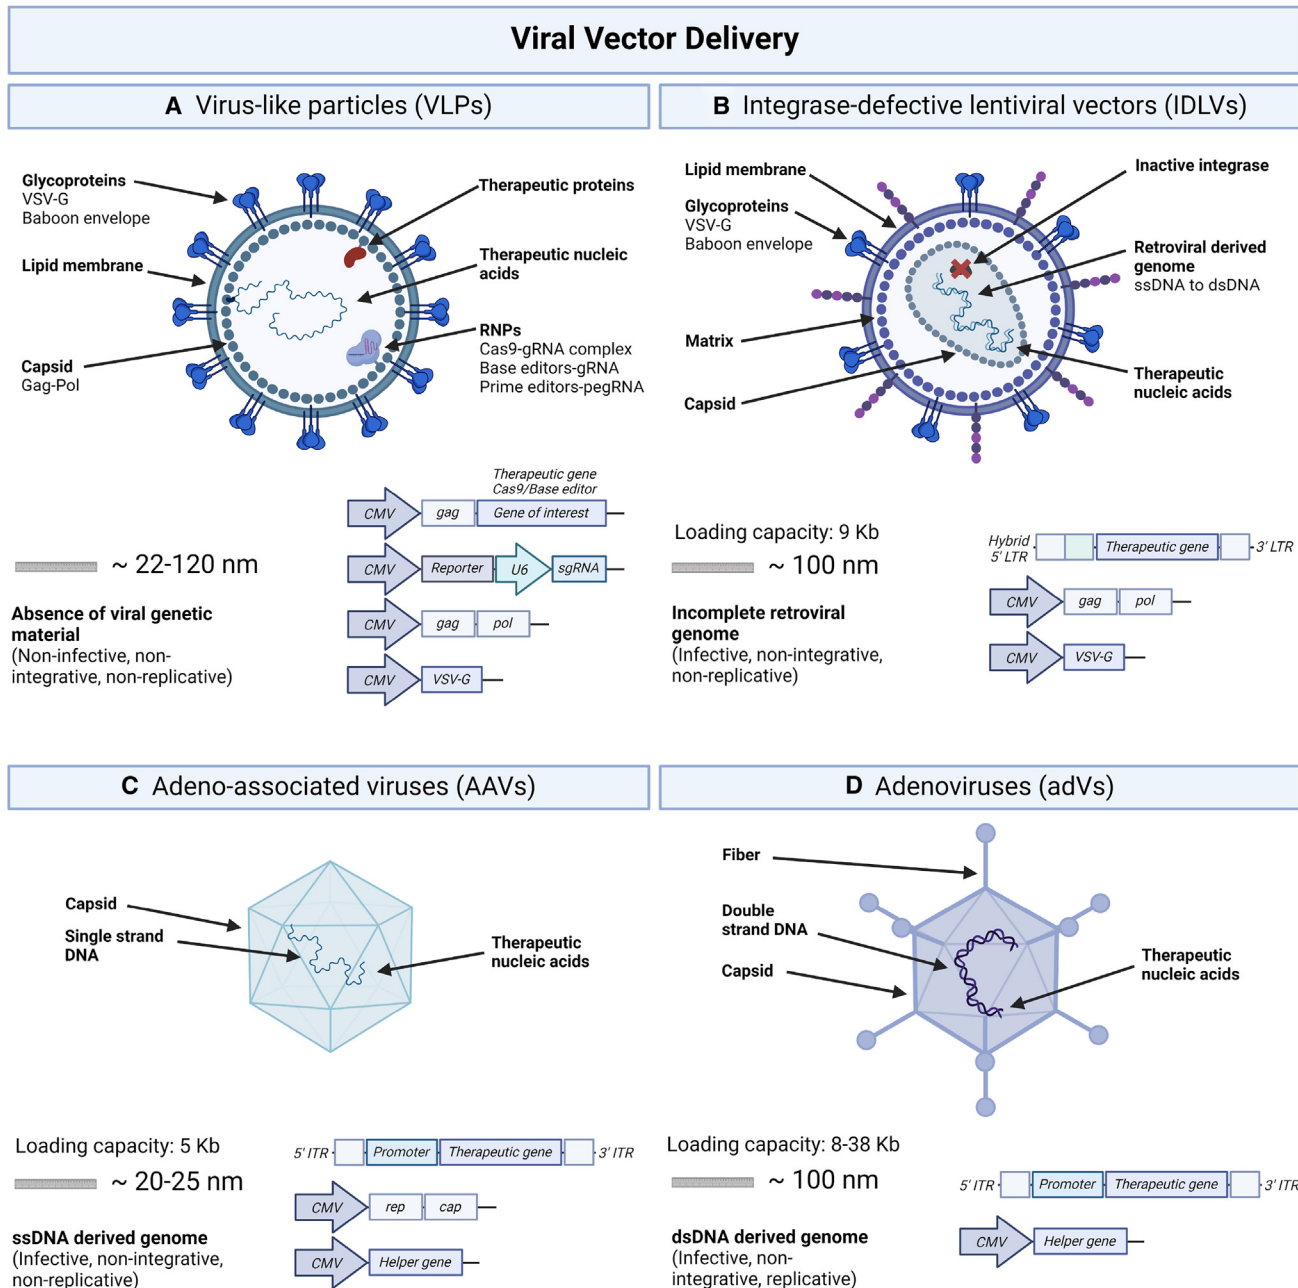 Viral Vector Delivery
A Virus-like particles (VLPs)
Glycoproteins
VSV-G
Baboon envelope
Lipid membrane
Capsid
Gag-Pol
Therapeutic proteins
Therapeutic nucleic
acids
RNPs
Cas9-gRNA complex
Base editors-gRNA
Prime editors-pegRNA
~ 22-120 nm
Absence of viral genetic
material
(Non-infective, non-
integrative, non-replicative)
Therapeutic gene
Cas9/Base editor
CMV gag Gene of interest
CMV Reporter U6 sgRNA
CMV gag pol
CMV VSV-G
B Integrase-defective lentiviral vectors (IDLVs)
Lipid membrane
Glycoproteins
VSV-G
Baboon envelope
Matrix
Capsid
Inactive integrase
Retroviral derived
genome
ssDNA to dsDNA
Therapeutic
nucleic acids
Loading capacity: 9 Kb
~ 100 nm
Incomplete retroviral
genome
(Infective, non-integrative,
non-replicative)
Hybrid
5' LTR Therapeutic gene 3' LTR
CMV gag pol
CMV VSV-G
C Adeno-associated viruses (AAVs)
Capsid
Single strand
DNA
Therapeutic
nucleic acids
Loading capacity: 5 Kb
~ 20-25 nm
ssDNA derived genome
(Infective, non-integrative,
non-replicative)
5' ITR Promoter Therapeutic gene 3' ITR
CMV rep cap
CMV Helper gene
D Adenoviruses (adVs)
Fiber
Double
strand DNA
Capsid
Therapeutic
nucleic acids
Loading capacity: 8-38 Kb
~ 100 nm
dsDNA derived genome
(Infective, non-
integrative, replicative)
5' ITR Promoter Therapeutic gene 3' ITR
CMV Helper gene